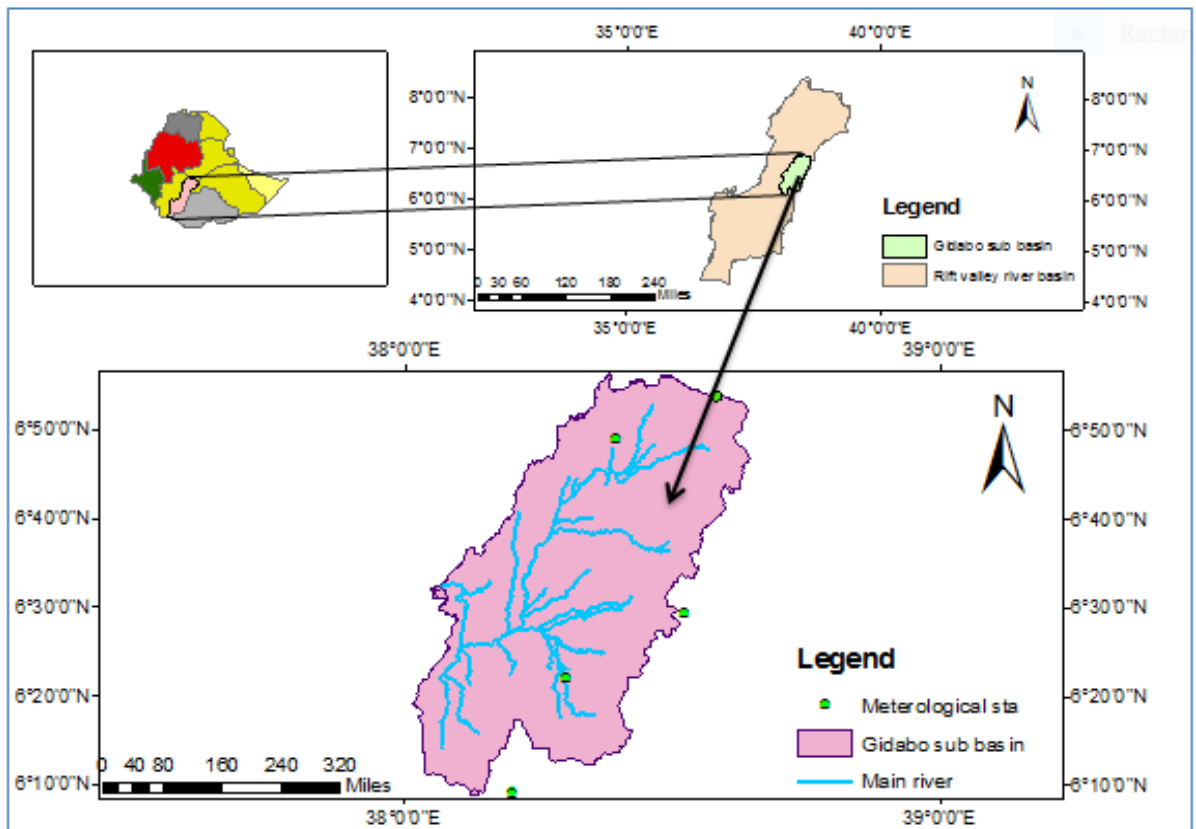 35°0'0"E 40°0'0"E
Rectan
N
8°0'0"N 8°0'0"N
7°0'0"N 7°0'0"N
6°0'0"N 6°0'0"N
5°0'0"N 5°0'0"N
4°0'0"N 4°0'0"N
Legend
Gidabo sub basin
Rift valley river basin
0 30 60 120 180 240
Miles
35°0'0"E 40°0'0"E
38°0'0"E 39°0'0"E
N
6°50'0"N 6°50'0"N
6°40'0"N 6°40'0"N
6°30'0"N 6°30'0"N
6°20'0"N 6°20'0"N
6°10'0"N 6°10'0"N
Legend
Meterological sta
Gidabo sub basin
Main river
0 40 80 160 240 320
Miles
38°0'0"E 39°0'0"E